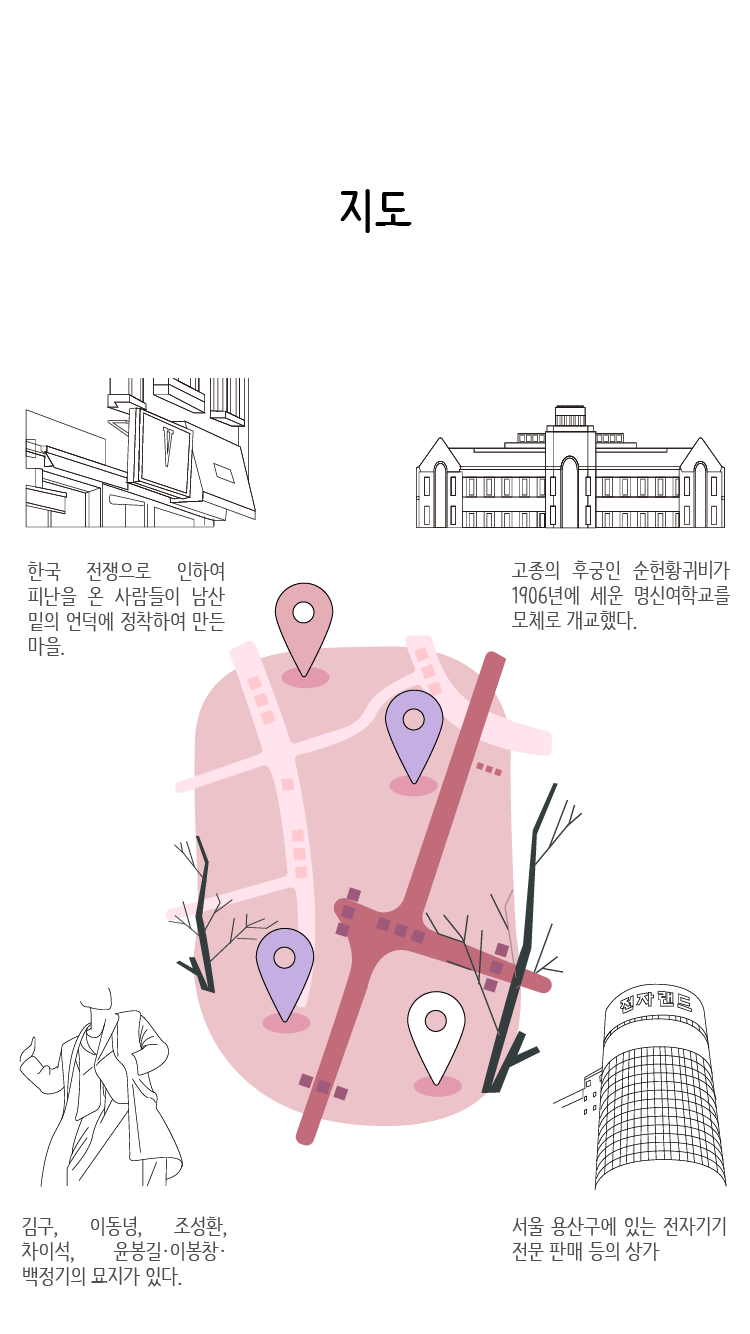 지도
한국 전쟁으로 인하여
피난을 온 사람들이 남산
밑의 언덕에 정착하여 만든
마을.
고종의 후궁인 순헌황귀비가
1906년에 세운 명신여학교를
모체로 개교했다.
전자랜드
김구, 이동녕, 조성환,
차이석, 윤봉길·이봉창·
백정기의 묘지가 있다.
서울 용산구에 있는 전자기기
전문 판매 등의 상가